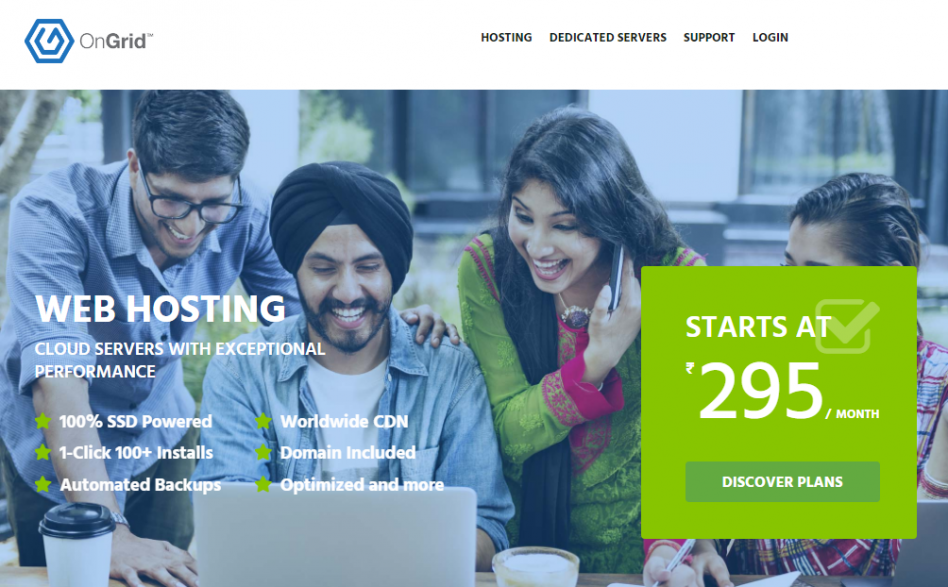 OnGrid™
HOSTING DEDICATED SERVERS SUPPORT LOGIN
WEB HOSTING
CLOUD SERVERS WITH EXCEPTIONAL
PERFORMANCE
100% SSD Powered
Worldwide CDN
1-Click 100+ Installs
Domain Included
Automated Backups
Optimized and more
STARTS AT
₹ 295 / MONTH
DISCOVER PLANS